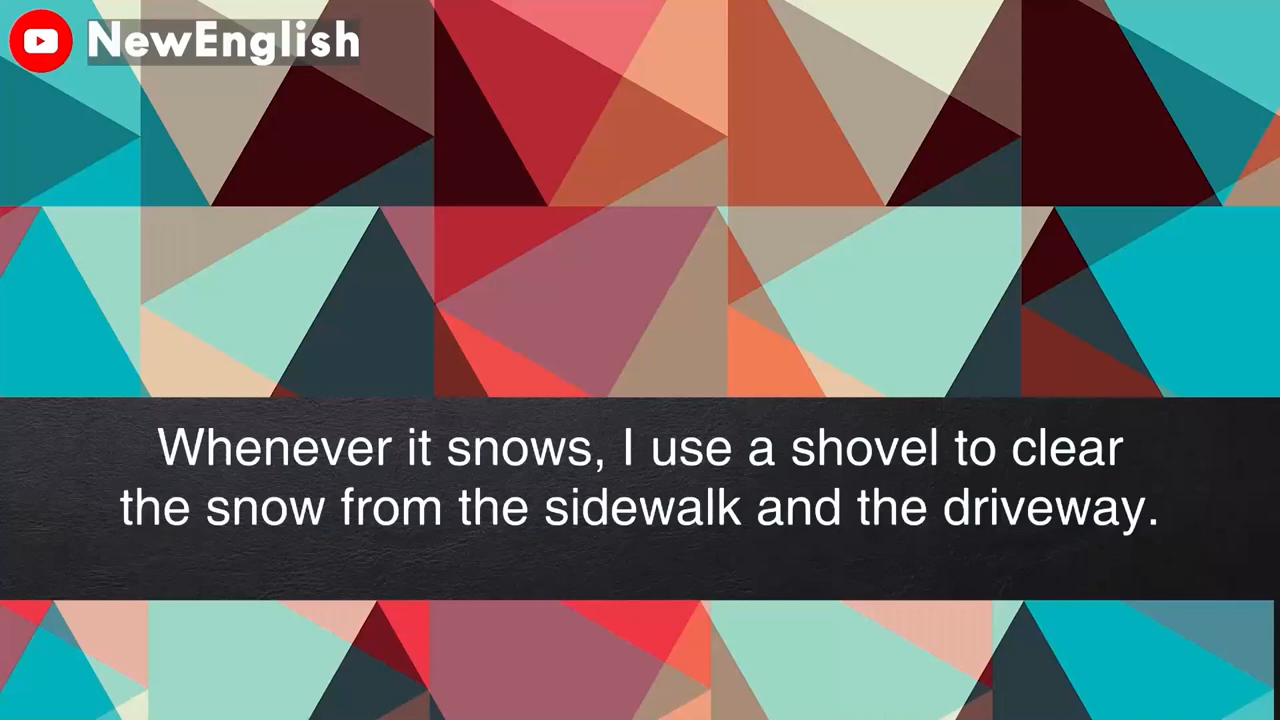 NewEnglish
Whenever it snows, I use a shovel to clear
the snow from the sidewalk and the driveway.